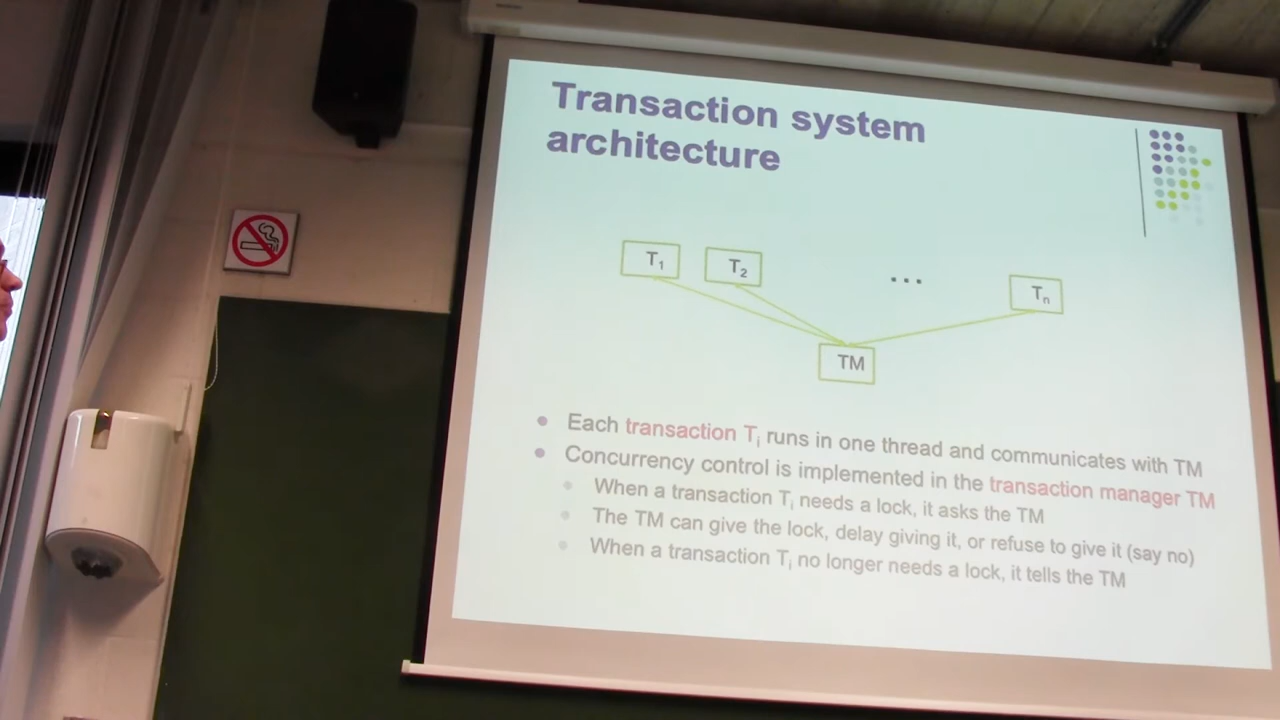 Transaction system
architecture
T₁ T₂ ... Tₙ
TM
Each transaction Tᵢ runs in one thread and communicates with TM
Concurrency control is implemented in the transaction manager TM
When a transaction Tᵢ needs a lock, it asks the TM
The TM can give the lock, delay giving it, or refuse to give it (say no)
When a transaction Tᵢ no longer needs a lock, it tells the TM